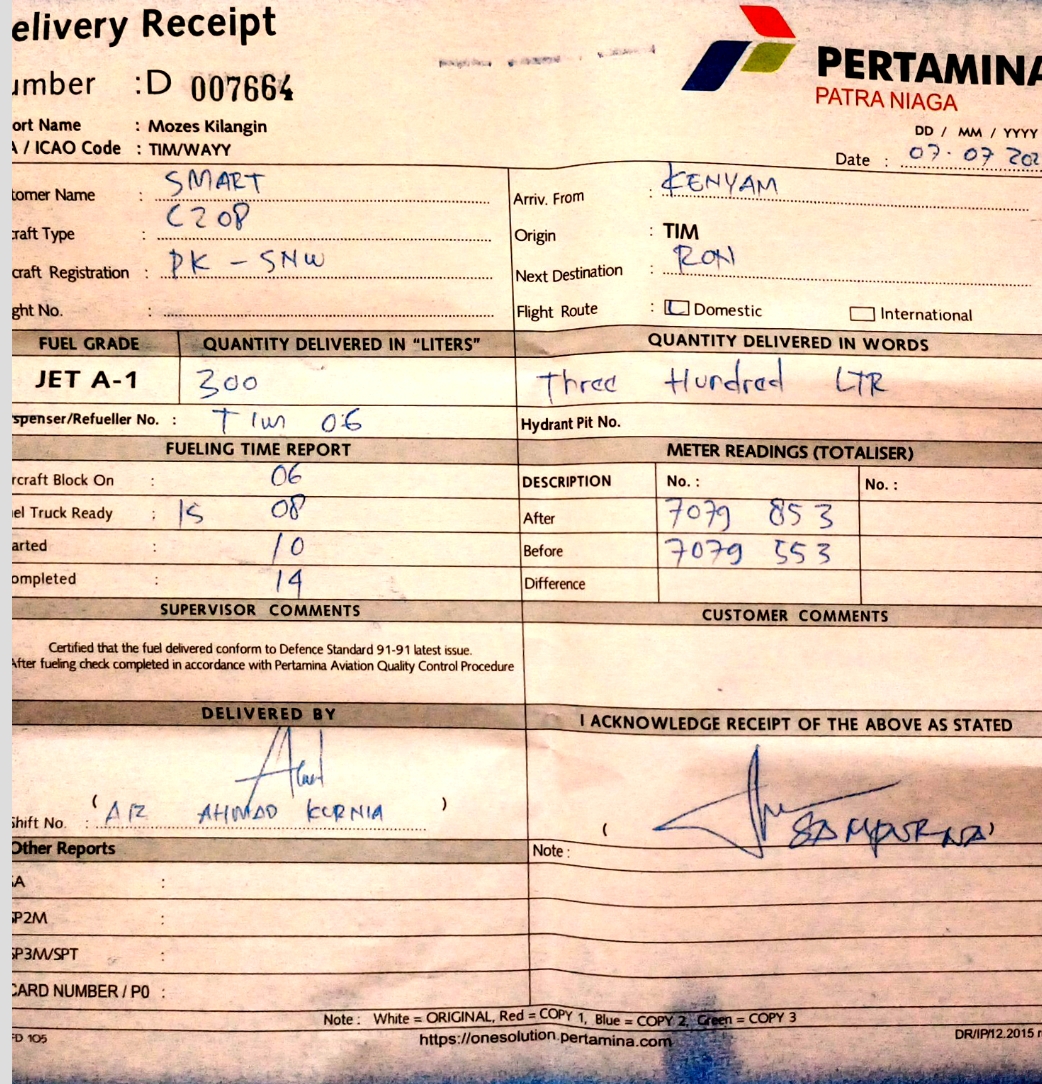 elivery Receipt
umber : D 007664
PERTAMINA
PATRA NIAGA
ort Name : Mozes Kilangin
A / ICAO Code : TIM/WAYY
DD / MM / YYYY
Date : 07 · 07 202
tomer Name : SMART
Arriv. From : KENYAM
raft Type : C208
Origin : TIM
craft Registration : PK - SNW
Next Destination : RON
ght No. :
Flight Route : Domestic International
FUEL GRADE QUANTITY DELIVERED IN "LITERS" QUANTITY DELIVERED IN WORDS
JET A-1 300 Three Hundred LTR
spenser/Refueller No. : TIM 06 Hydrant Pit No.
FUELING TIME REPORT METER READINGS (TOTALISER)
rcraft Block On : 06 DESCRIPTION No. : No. :
el Truck Ready : 15 08 After 7079 853
arted : 10 Before 7079 553
ompleted : 14 Difference
SUPERVISOR COMMENTS CUSTOMER COMMENTS
Certified that the fuel delivered conform to Defence Standard 91-91 latest issue.
After fueling check completed in accordance with Pertamina Aviation Quality Control Procedure
DELIVERED BY I ACKNOWLEDGE RECEIPT OF THE ABOVE AS STATED
( )
Shift No. : AHMAD KURNIA
( SAMPURNA )
Other Reports Note :
A :
P2M :
SP3M/SPT :
CARD NUMBER / P0 :
Note : White = ORIGINAL, Red = COPY 1, Blue = COPY 2, Green = COPY 3
FD 105 https://onesolution.pertamina.com DR/IP/12.2015 r